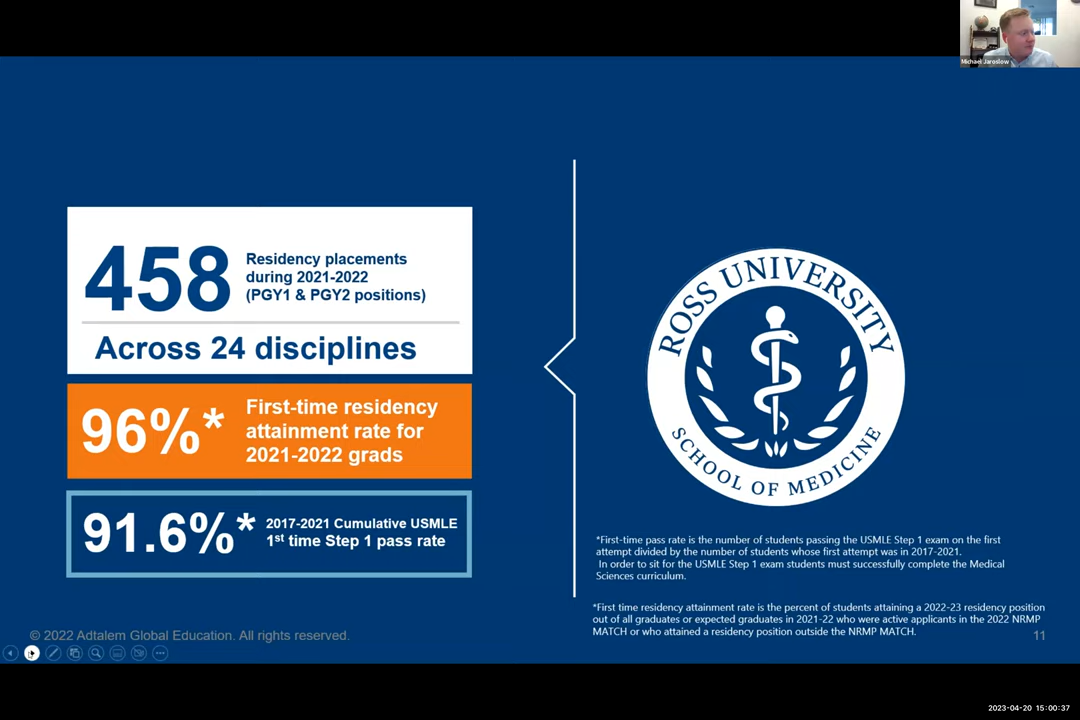 Michael Jaroslow
458
Residency placements
during 2021-2022
(PGY1 & PGY2 positions)
Across 24 disciplines
96%*
First-time residency
attainment rate for
2021-2022 grads
91.6%*
2017-2021 Cumulative USMLE
1st time Step 1 pass rate
ROSS UNIVERSITY
SCHOOL OF MEDICINE
*First-time pass rate is the number of students passing the USMLE Step 1 exam on the first
attempt divided by the number of students whose first attempt was in 2017-2021.
In order to sit for the USMLE Step 1 exam students must successfully complete the Medical
Sciences curriculum.
*First time residency attainment rate is the percent of students attaining a 2022-23 residency position
out of all graduates or expected graduates in 2021-22 who were active applicants in the 2022 NRMP
MATCH or who attained a residency position outside the NRMP MATCH.
© 2022 Adtalem Global Education. All rights reserved.
11
2023-04-20 15:00:37